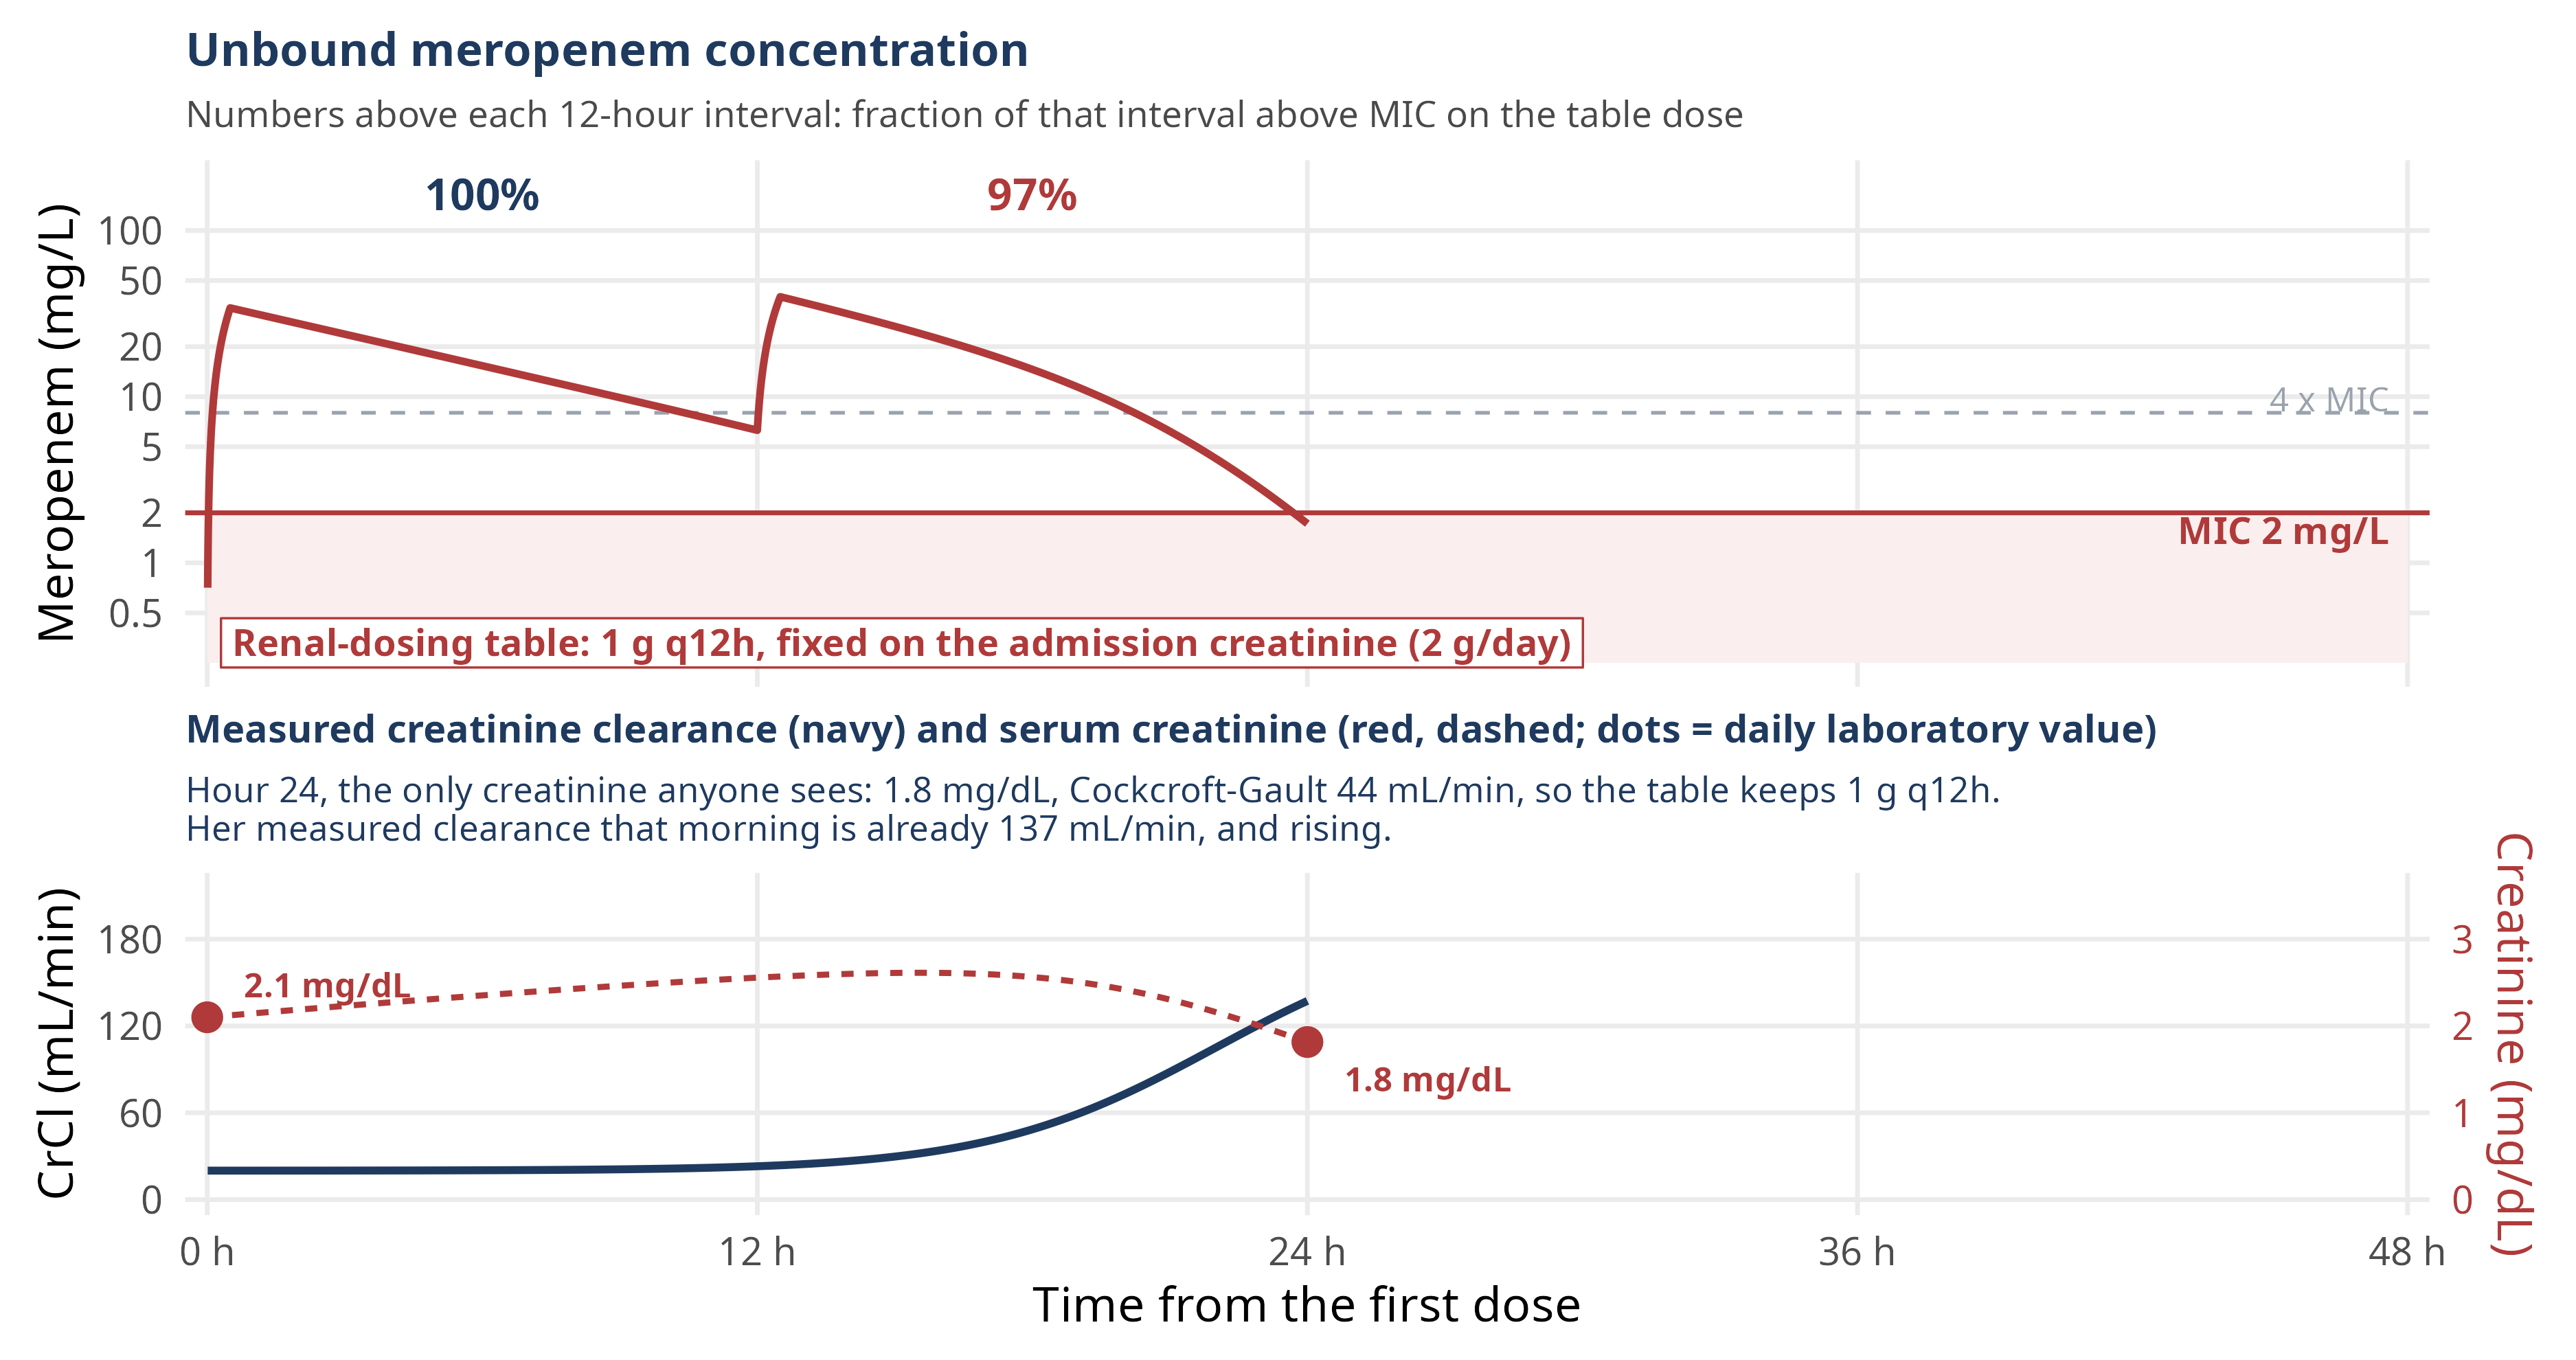 Unbound meropenem concentration
Numbers above each 12-hour interval: fraction of that interval above MIC on the table dose
100%
97%
Meropenem (mg/L)
100
50
20
10
5
2
1
0.5
4 x MIC
MIC 2 mg/L
Renal-dosing table: 1 g q12h, fixed on the admission creatinine (2 g/day)
Measured creatinine clearance (navy) and serum creatinine (red, dashed; dots = daily laboratory value)
Hour 24, the only creatinine anyone sees: 1.8 mg/dL, Cockcroft-Gault 44 mL/min, so the table keeps 1 g q12h.
Her measured clearance that morning is already 137 mL/min, and rising.
CrCl (mL/min)
180
120
60
0
2.1 mg/dL
1.8 mg/dL
3
2
1
0
Creatinine (mg/dL)
0 h
12 h
24 h
36 h
48 h
Time from the first dose